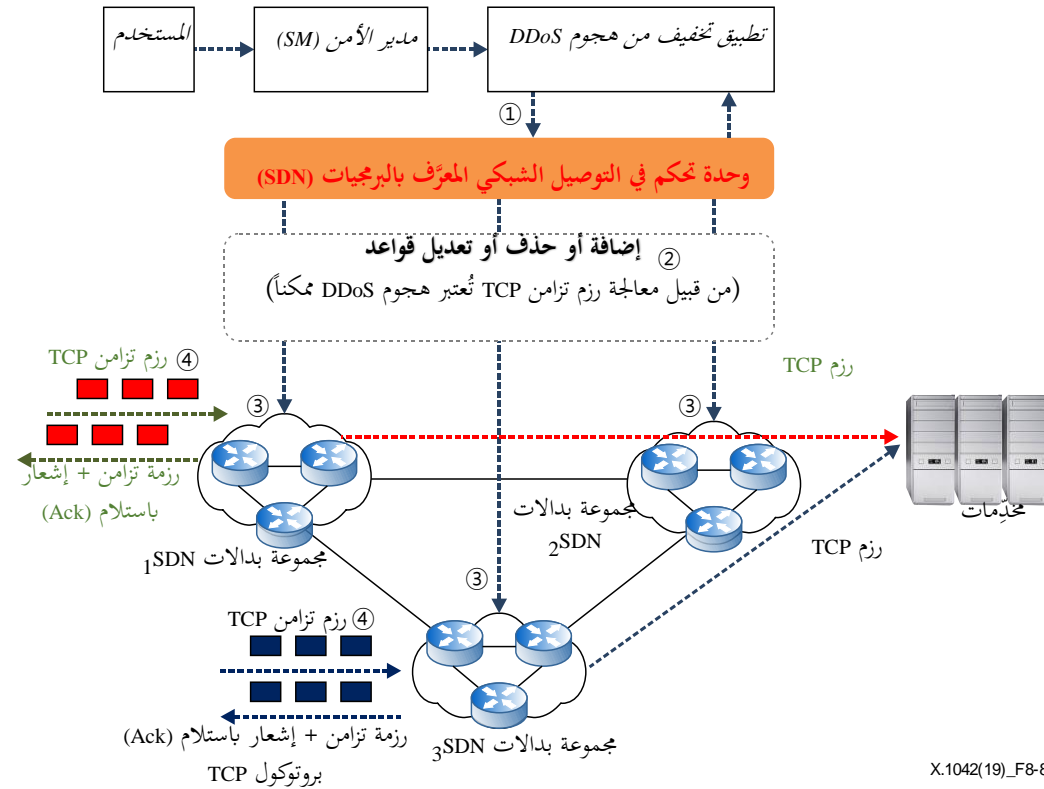 المستخدم
مدير الأمن (SM)
تطبيق تخفيف من هجوم DDoS
①
وحدة تحكم في التوصيل الشبكي المعرَّف بالبرمجيات (SDN)
إضافة أو حذف أو تعديل قواعد
②
(من قبيل معالجة رزم تزامن TCP تُعتبر هجوم DDoS ممكناً)
④ رزم تزامن TCP
رزم TCP
③
③
رزمة تزامن + إشعار
باستلام (Ack)
مجموعة بدالات
2SDN
مخدِّمات
رزم TCP
مجموعة بدالات 1SDN
③
④ رزم تزامن TCP
رزمة تزامن + إشعار باستلام (Ack)
بروتوكول TCP
مجموعة بدالات 3SDN
X.1042(19)_F8-8